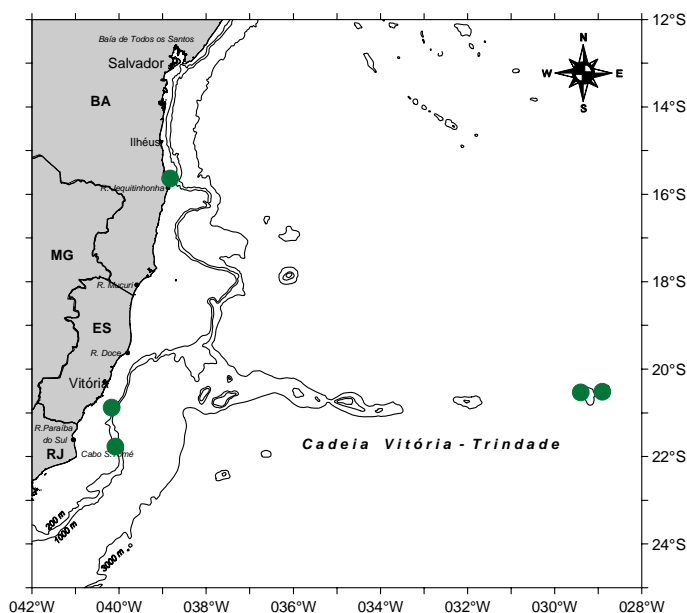 12°S
Baía de Todos os Santos
Salvador
N
W E
S
BA
14°S
Ilhéus
R. Jequitinhonha
16°S
MG
R. Mucuri
18°S
ES
R. Doce
20°S
Vitória
R.Paraíba
do Sul
RJ
Cabo S.Tomé
Cadeia Vitória - Trindade
22°S
200 m
1000 m
3000 m
24°S
042°W 040°W 038°W 036°W 034°W 032°W 030°W 028°W